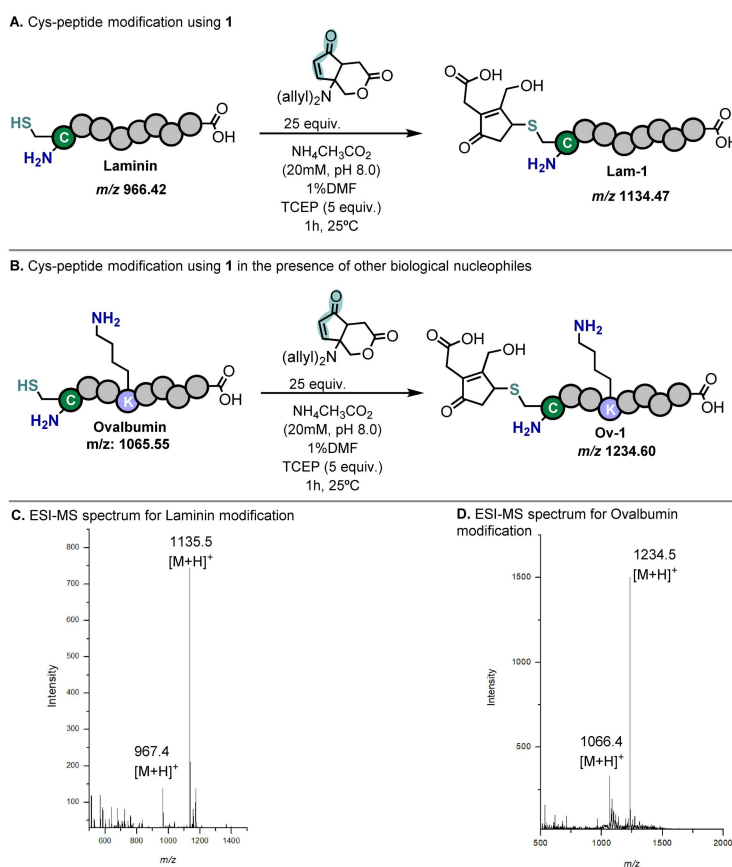 A. Cys-peptide modification using 1
O
O
O
(allyl)₂N
HS
C
H₂N
O
OH
Laminin
m/z 966.42
25 equiv.
NH₄CH₃CO₂
(20mM, pH 8.0)
1%DMF
TCEP (5 equiv.)
1h, 25ºC
O
OH
OH
O
S
C
H₂N
O
OH
Lam-1
m/z 1134.47
B. Cys-peptide modification using 1 in the presence of other biological nucleophiles
NH₂
HS
C
K
H₂N
O
OH
Ovalbumin
m/z: 1065.55
O
O
O
(allyl)₂N
25 equiv.
NH₄CH₃CO₂
(20mM, pH 8.0)
1%DMF
TCEP (5 equiv.)
1h, 25ºC
NH₂
O
OH
OH
O
S
C
K
H₂N
O
OH
Ov-1
m/z 1234.60
C. ESI-MS spectrum for Laminin modification
1135.5
[M+H]⁺
967.4
[M+H]⁺
Intensity
800
700
600
500
400
300
200
100
600
800
1000
1200
1400
m/z
D. ESI-MS spectrum for Ovalbumin
modification
1234.5
[M+H]⁺
1066.4
[M+H]⁺
Intensity
1500
1000
500
500
1000
1500
2000
m/z